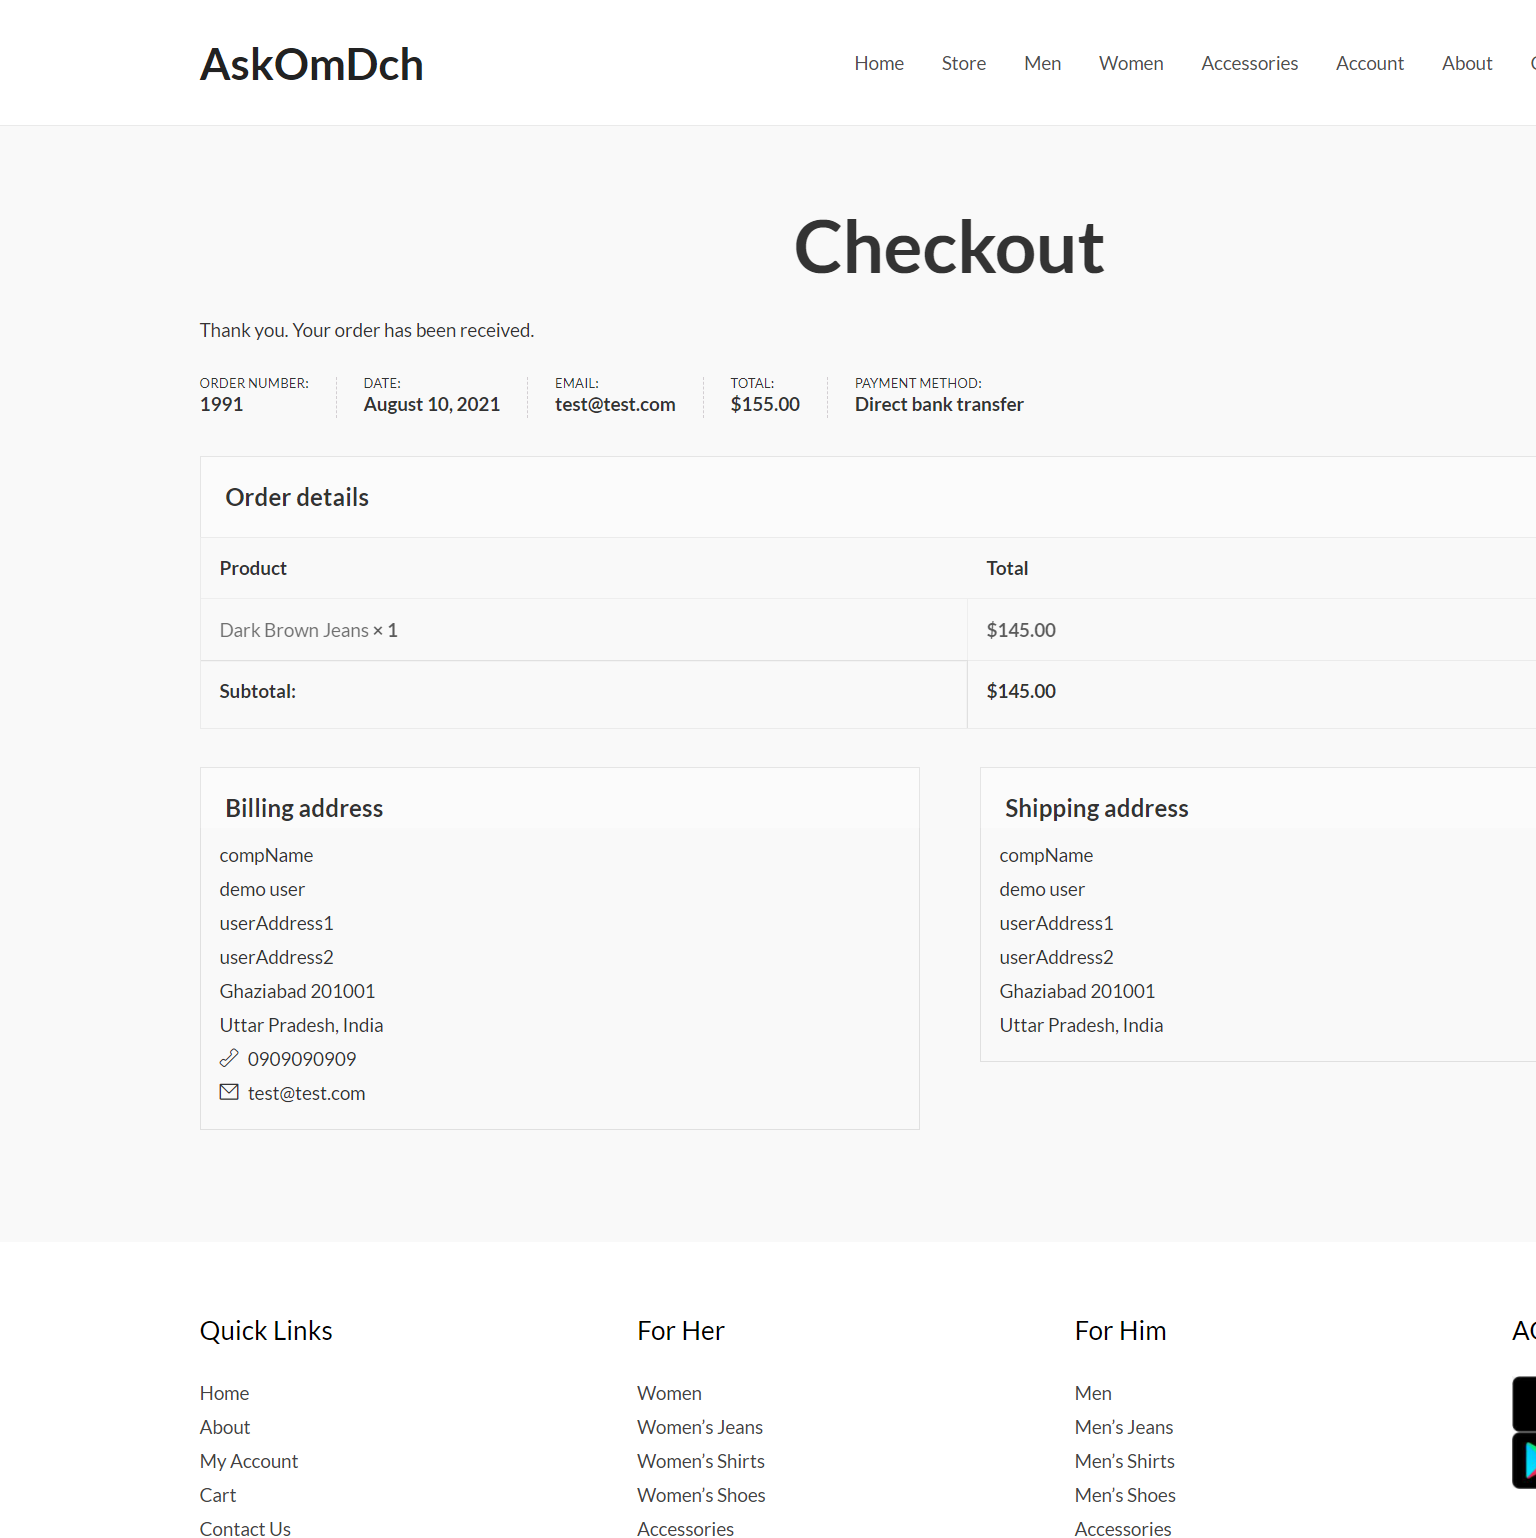 AskOmDch
Home Store Men Women Accessories Account About
Checkout
Thank you. Your order has been received.
ORDER NUMBER: DATE: EMAIL: TOTAL: PAYMENT METHOD:
1991 August 10, 2021 test@test.com $155.00 Direct bank transfer
Order details
Product Total
Dark Brown Jeans × 1 $145.00
Subtotal: $145.00
Billing address
compName
demo user
userAddress1
userAddress2
Ghaziabad 201001
Uttar Pradesh, India
0909090909
test@test.com
Shipping address
compName
demo user
userAddress1
userAddress2
Ghaziabad 201001
Uttar Pradesh, India
Quick Links
Home
About
My Account
Cart
Contact Us
For Her
Women
Women’s Jeans
Women’s Shirts
Women’s Shoes
Accessories
For Him
Men
Men’s Jeans
Men’s Shirts
Men’s Shoes
Accessories